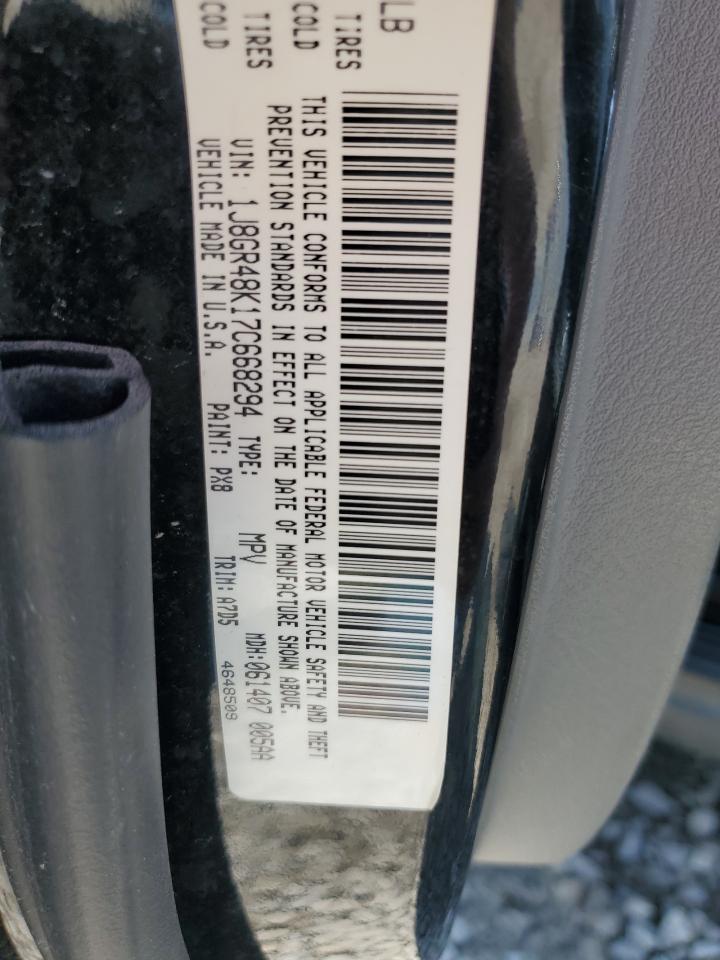 LB
TIRES
COLD
TIRES
COLD
THIS VEHICLE CONFORMS TO ALL APPLICABLE FEDERAL MOTOR VEHICLE SAFETY AND THEFT
PREVENTION STANDARDS IN EFFECT ON THE DATE OF MANUFACTURE SHOWN ABOVE.
VIN: 1J8GR48K17C668294 TYPE: MPV MDH:061407 005AA
VEHICLE MADE IN U.S.A. PAINT: PX8 TRIM: A7D5 4648509